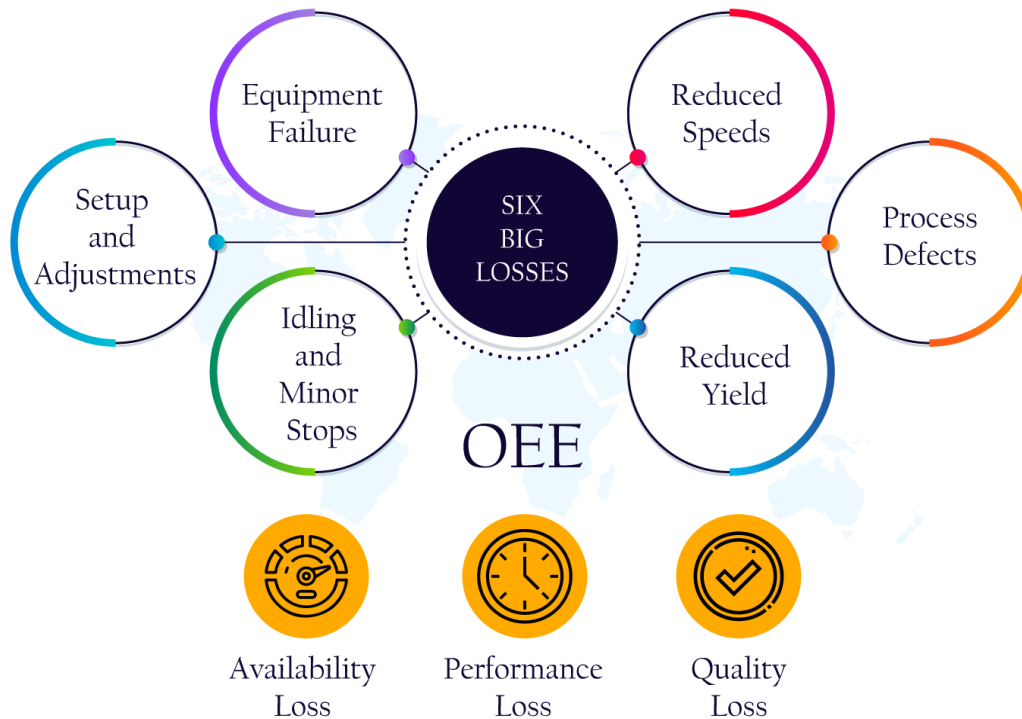 Equipment
Failure
Reduced
Speeds
Setup
and
Adjustments
SIX
BIG
LOSSES
Process
Defects
Idling
and
Minor
Stops
Reduced
Yield
OEE
Availability
Loss
Performance
Loss
Quality
Loss